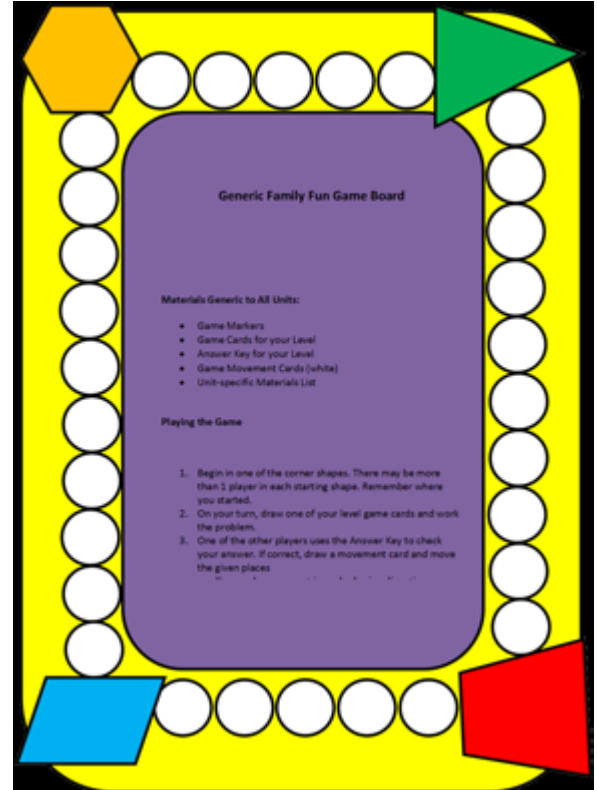 Generic Family Fun Game Board
Materials Generic to All Units:
• Game Markers
• Game Cards for your Level
• Answer Key for your Level
• Game Movement Cards (white)
• Unit-specific Materials List
Playing the Game
1. Begin in one of the corner shapes. There may be more
than 1 player in each starting shape. Remember where
you started.
2. On your turn, draw one of your level game cards and work
the problem.
3. One of the other players uses the Answer Key to check
your answer. If correct, draw a movement card and move
the given places